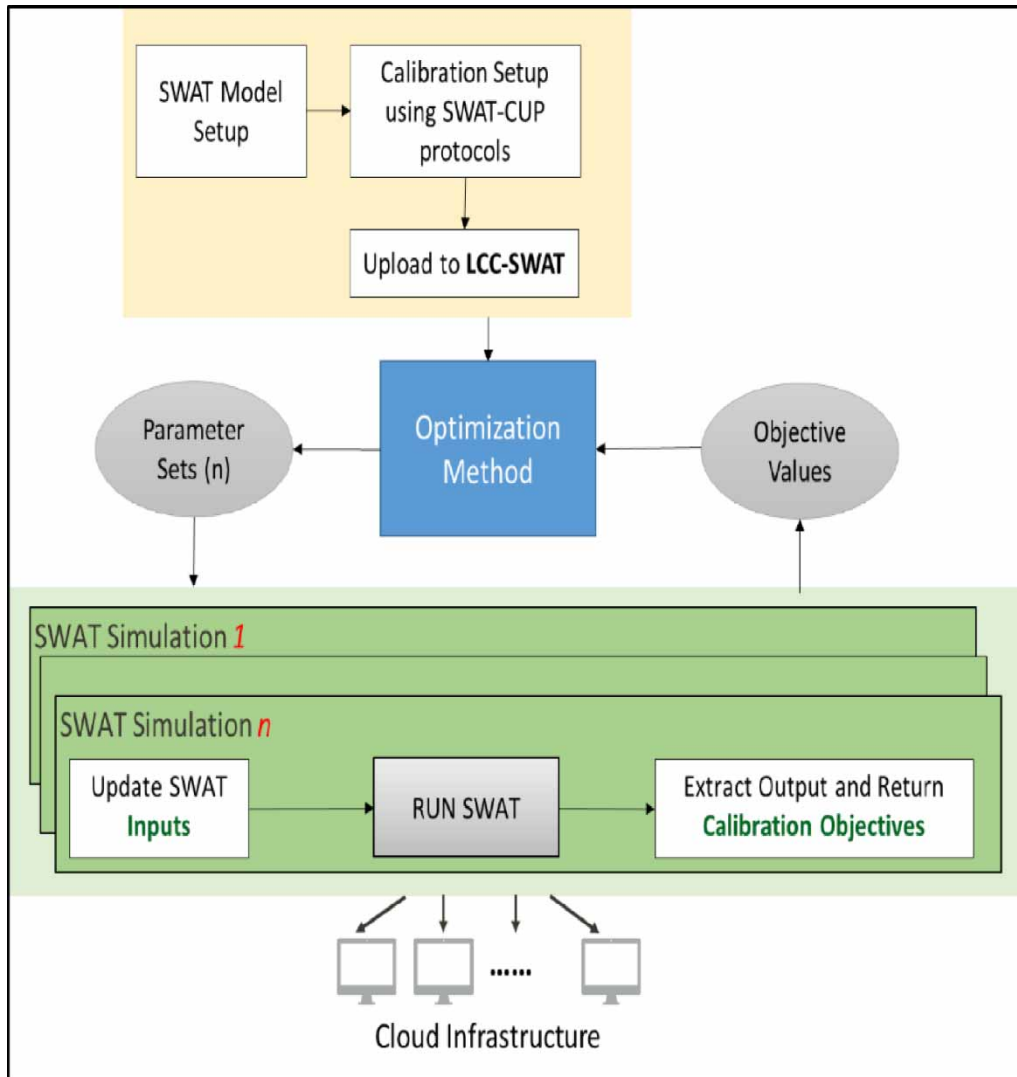 SWAT Model
Setup
Calibration Setup
using SWAT-CUP
protocols
Upload to LCC-SWAT
Parameter
Sets (n)
Optimization
Method
Objective
Values
SWAT Simulation 1
SWAT Simulation n
Update SWAT
Inputs
RUN SWAT
Extract Output and Return
Calibration Objectives
......
Cloud Infrastructure